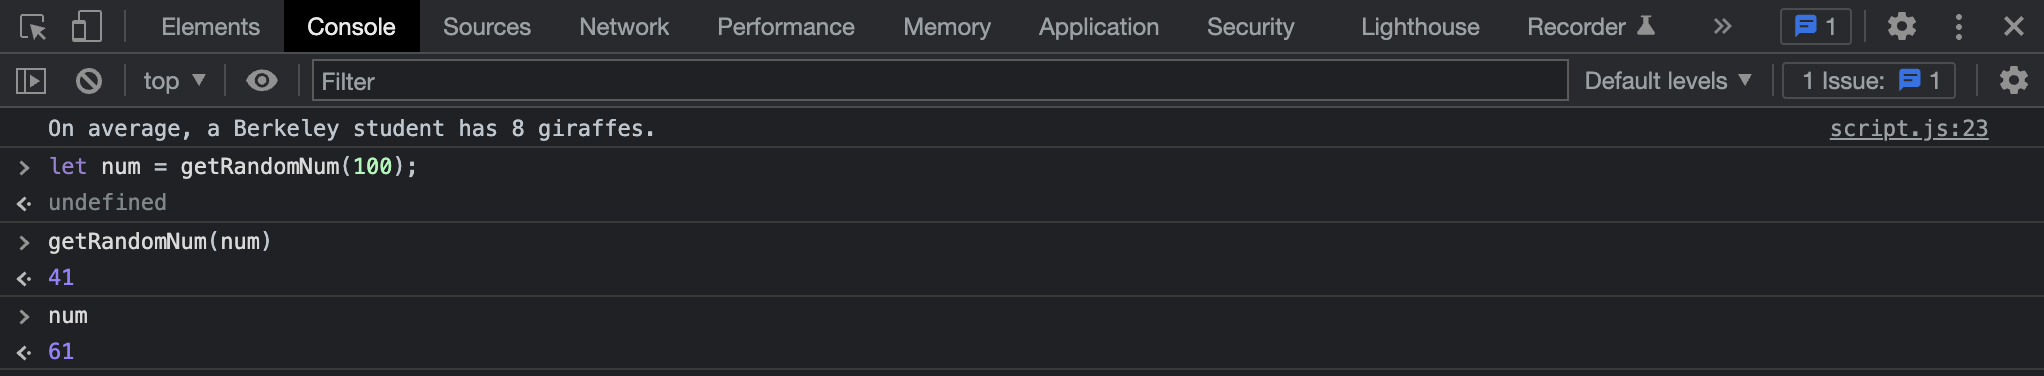 Elements Console Sources Network Performance Memory Application Security Lighthouse Recorder 1
top Filter Default levels 1 Issue: 1
On average, a Berkeley student has 8 giraffes. script.js:23
let num = getRandomNum(100);
undefined
getRandomNum(num)
41
num
61